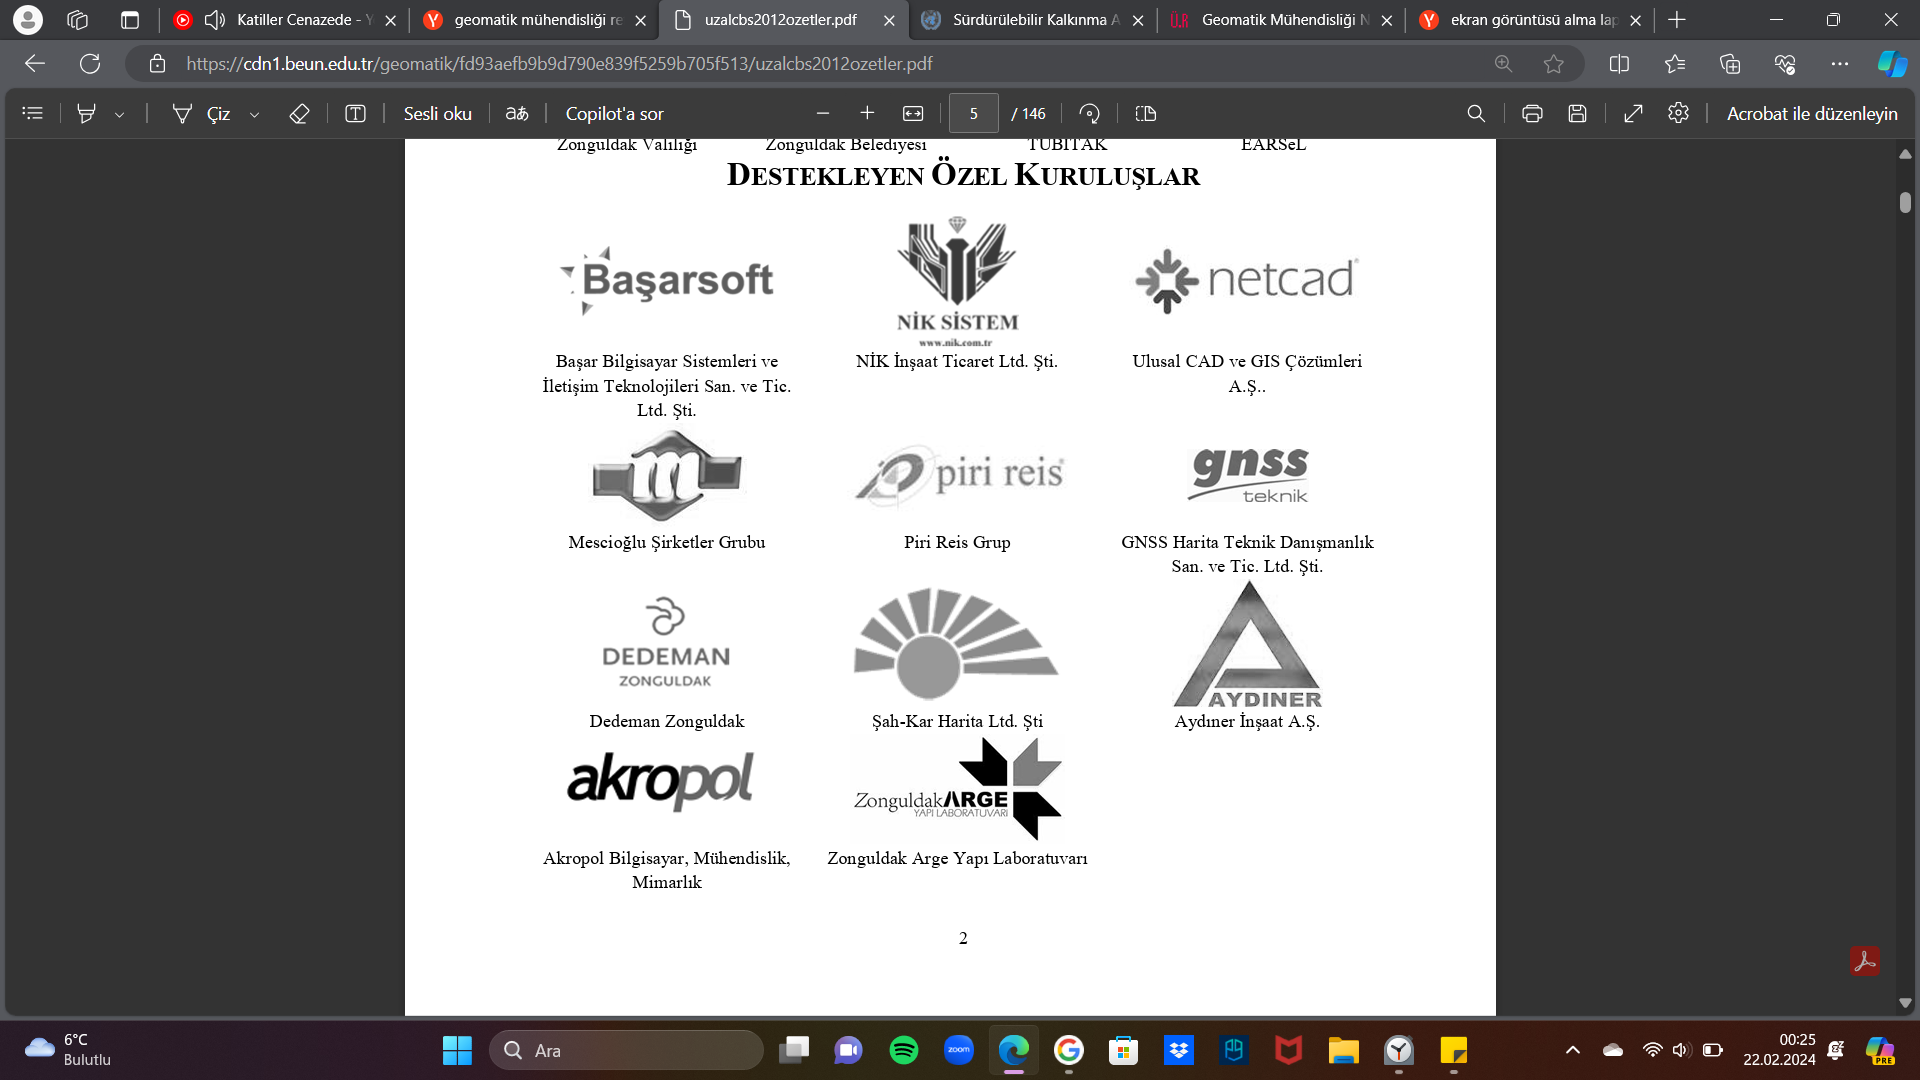 Katiller Cenazede - Y
geomatik mühendisliği re
uzalcbs2012ozetler.pdf
Sürdürülebilir Kalkınma A
Ü.R
Geomatik Mühendisliği N
ekran görüntüsü alma lap
https://cdn1.beun.edu.tr/geomatik/fd93aefb9b9d790e839f5259b705f513/uzalcbs2012ozetler.pdf
Çiz
Sesli oku
aあ
Copilot'a sor
5
/ 146
Acrobat ile düzenleyin
Zonguldak Valiliği
Zonguldak Belediyesi
TÜBİTAK
EARSeL
DESTEKLEYEN ÖZEL KURULUŞLAR
Başarsoft
NİK SİSTEM
www.nik.com.tr
netcad
Başar Bilgisayar Sistemleri ve
İletişim Teknolojileri San. ve Tic.
Ltd. Şti.
NİK İnşaat Ticaret Ltd. Şti.
Ulusal CAD ve GIS Çözümleri
A.Ş..
m
piri reis
gnss
teknik
Mescioğlu Şirketler Grubu
Piri Reis Grup
GNSS Harita Teknik Danışmanlık
San. ve Tic. Ltd. Şti.
DEDEMAN
ZONGULDAK
AYDINER
Dedeman Zonguldak
Şah-Kar Harita Ltd. Şti
Aydıner İnşaat A.Ş.
akropol
ZonguldakARGE
YAPI LABORATUVARI
Akropol Bilgisayar, Mühendislik,
Mimarlık
Zonguldak Arge Yapı Laboratuvarı
2
6°C
Bulutlu
Ara
zoom
00:25
22.02.2024
PRE